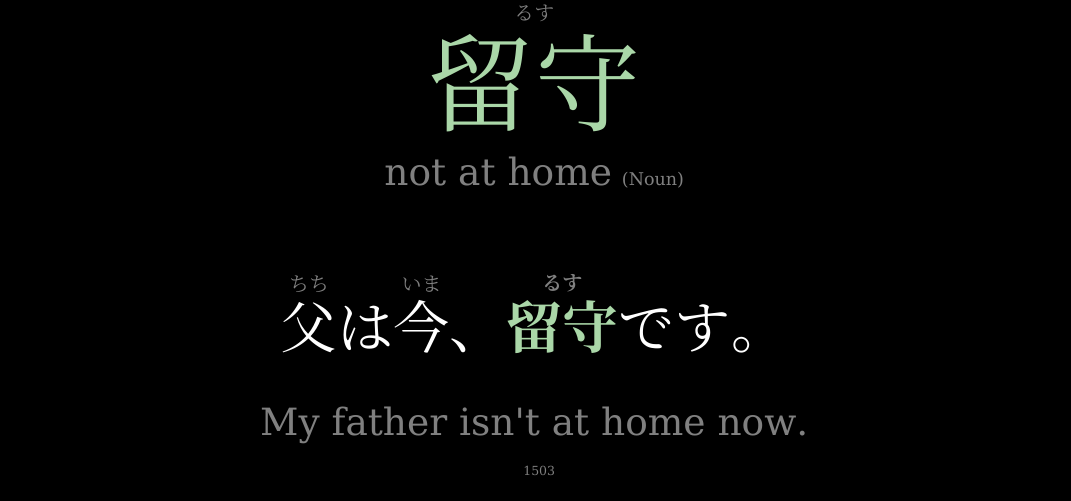 るす
留守
not at home (Noun)
ちち いま るす
父は今、留守です。
My father isn't at home now.
1503